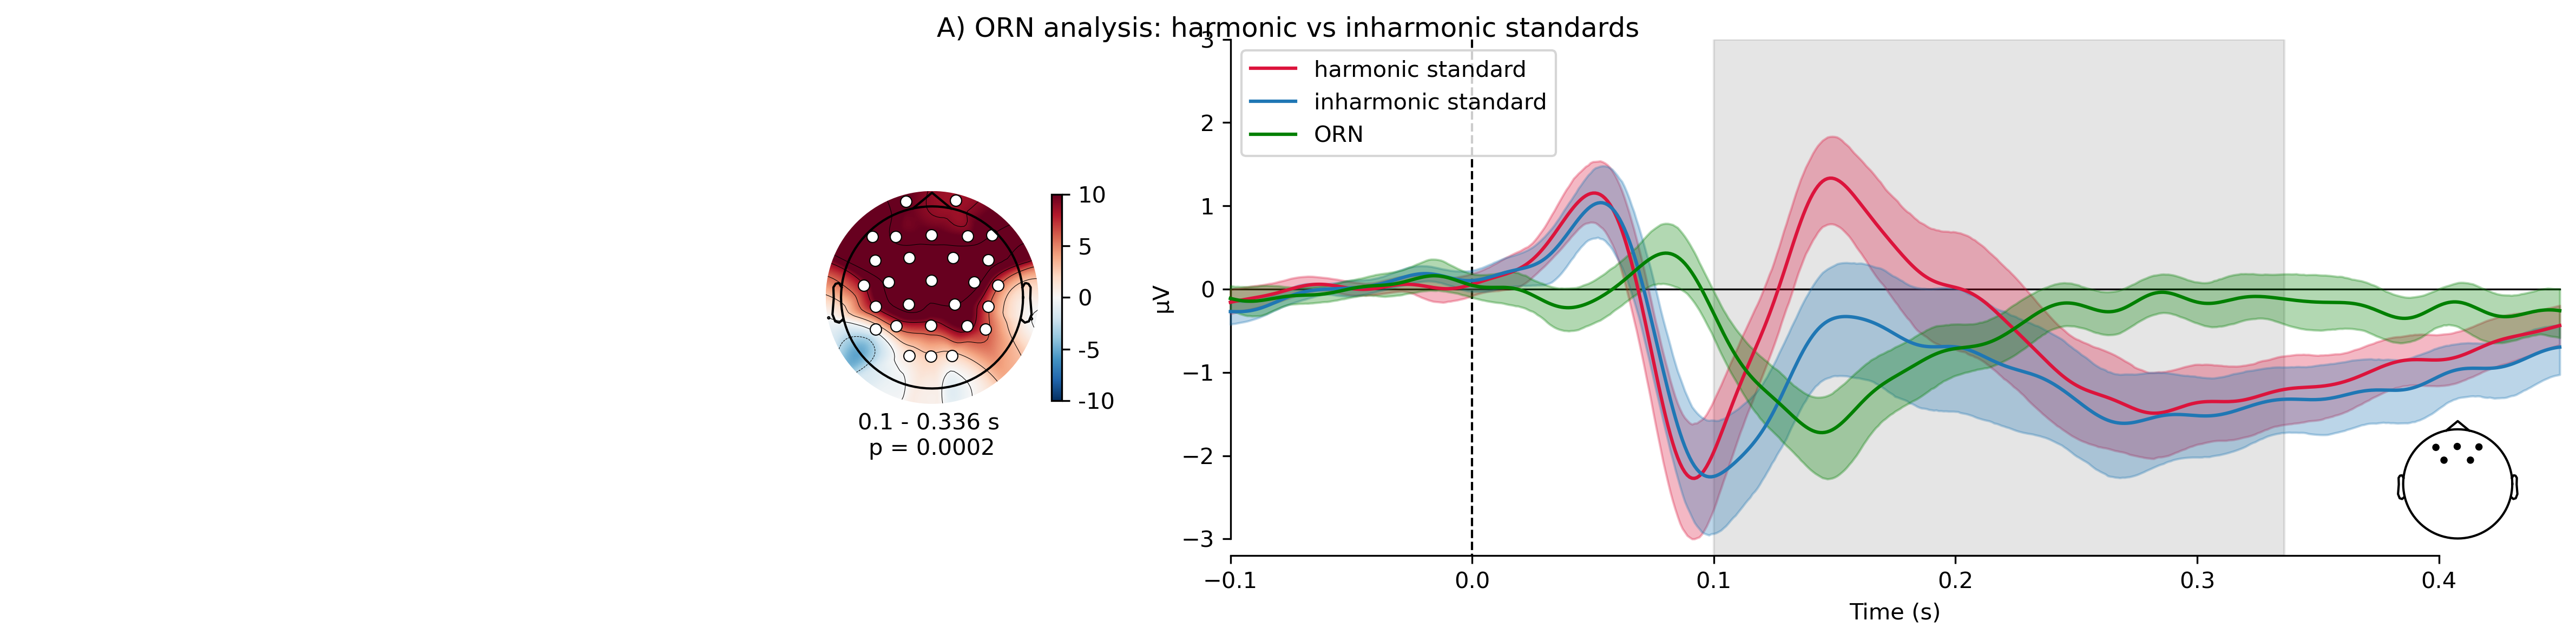 A) ORN analysis: harmonic vs inharmonic standards
10
5
0
-5
-10
0.1 - 0.336 s
p = 0.0002
harmonic standard
inharmonic standard
ORN
3
2
1
0
−1
−2
−3
µV
−0.1
0.0
0.1
0.2
0.3
0.4
Time (s)